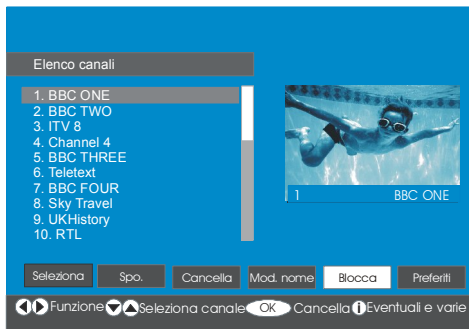 Elenco canali
1. BBC ONE
2. BBC TWO
3. ITV 8
4. Channel 4
5. BBC THREE
6. Teletext
7. BBC FOUR
8. Sky Travel
9. UKHistory
10. RTL
1 BBC ONE
Seleziona Spo. Cancella Mod. nome Blocca Preferiti
Funzione Seleziona canale OK Cancella i Eventuali e varie